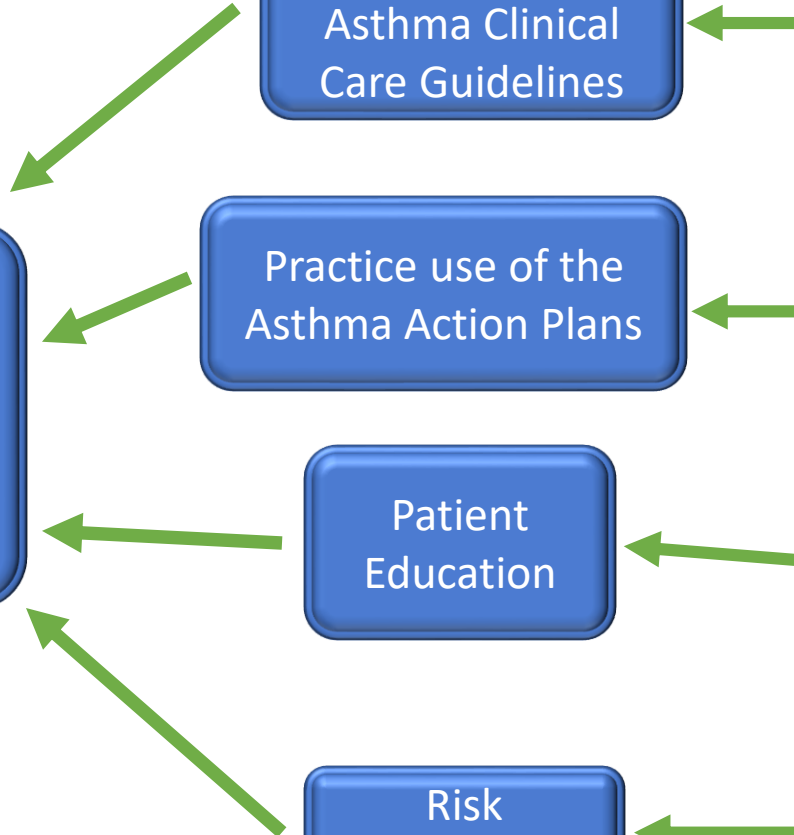 Asthma Clinical
Care Guidelines
Practice use of the
Asthma Action Plans
Patient
Education
Risk